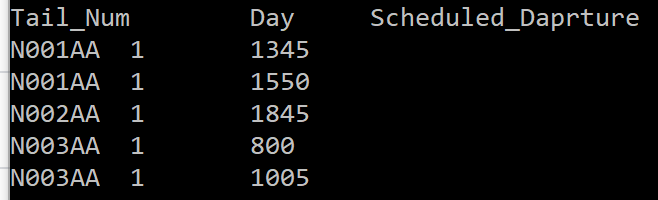 Tail_Num Day Scheduled_Daprture
N001AA 1 1345
N001AA 1 1550
N002AA 1 1845
N003AA 1 800
N003AA 1 1005